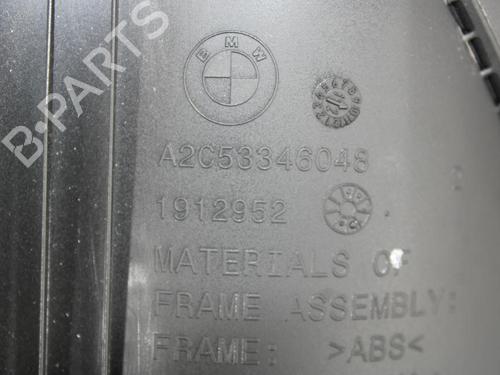 BMW
B-PARTS
A2C53346048
1912952
MATERIALS OF
FRAME ASSEMBLY:
FRAME: >ABS<